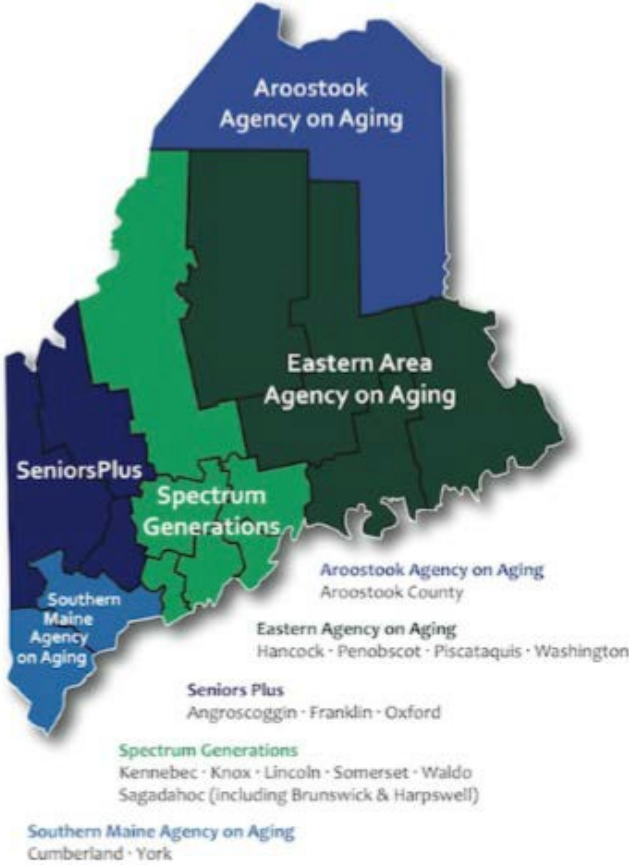 Aroostook
Agency on Aging
Eastern Area
Agency on Aging
SeniorsPlus
Spectrum
Generations
Southern
Maine
Agency
on Aging
Aroostook Agency on Aging
Aroostook County
Eastern Agency on Aging
Hancock · Penobscot · Piscataquis · Washington
Seniors Plus
Angroscoggin · Franklin · Oxford
Spectrum Generations
Kennebec · Knox · Lincoln · Somerset · Waldo
Sagadahoc (including Brunswick & Harpswell)
Southern Maine Agency on Aging
Cumberland · York